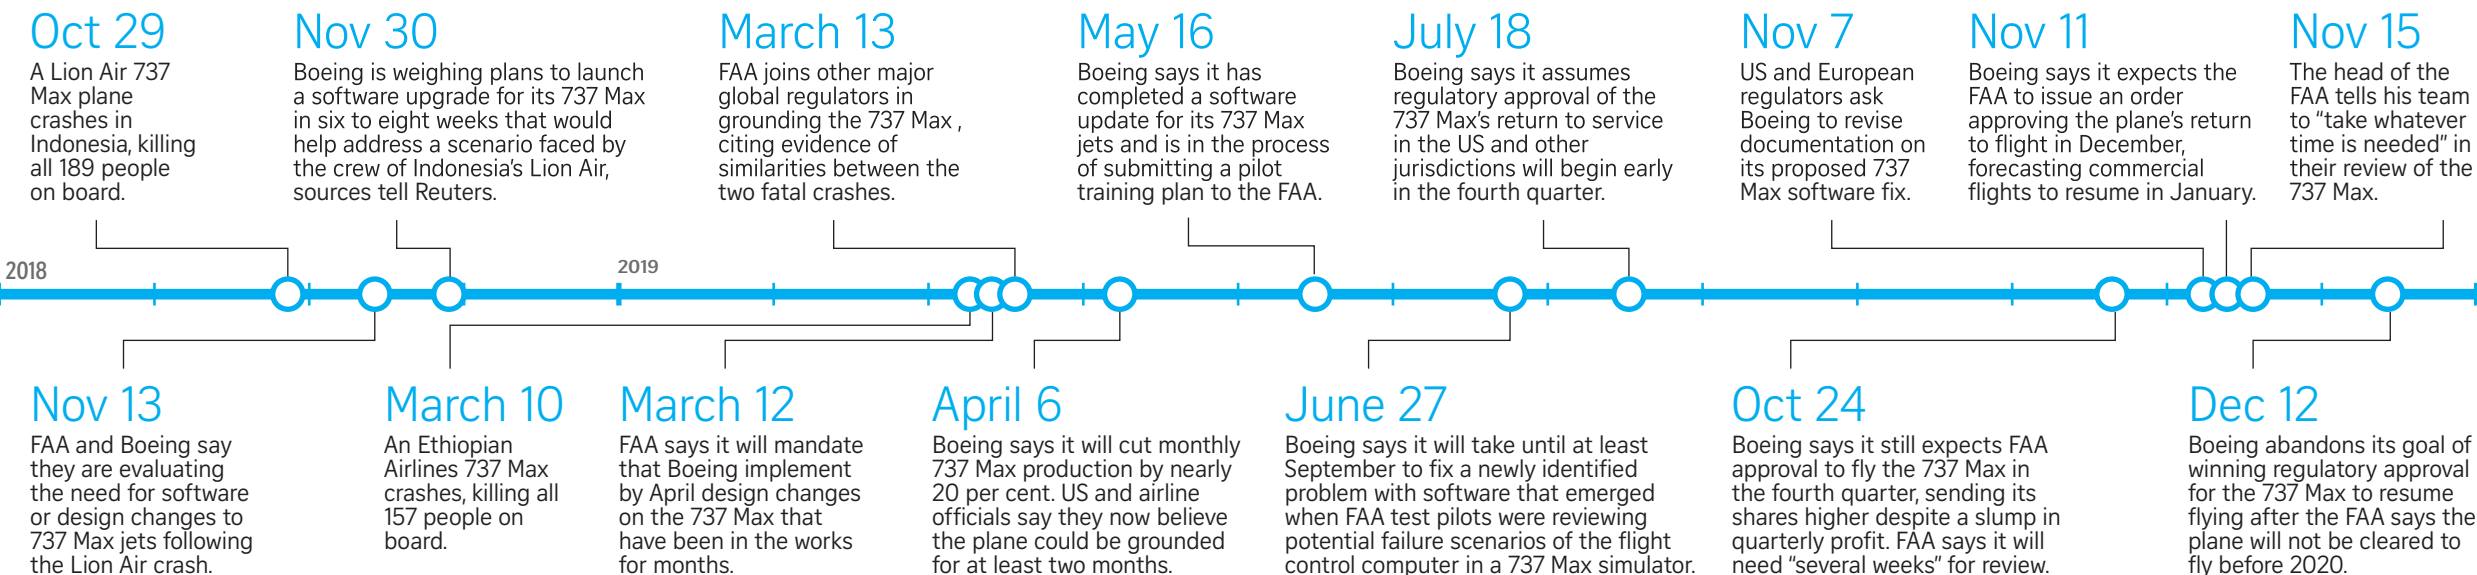 Oct 29
A Lion Air 737
Max plane
crashes in
Indonesia, killing
all 189 people
on board.
Nov 30
Boeing is weighing plans to launch
a software upgrade for its 737 Max
in six to eight weeks that would
help address a scenario faced by
the crew of Indonesia's Lion Air,
sources tell Reuters.
March 13
FAA joins other major
global regulators in
grounding the 737 Max ,
citing evidence of
similarities between the
two fatal crashes.
May 16
Boeing says it has
completed a software
update for its 737 Max
jets and is in the process
of submitting a pilot
training plan to the FAA.
July 18
Boeing says it assumes
regulatory approval of the
737 Max's return to service
in the US and other
jurisdictions will begin early
in the fourth quarter.
Nov 7
US and European
regulators ask
Boeing to revise
documentation on
its proposed 737
Max software fix.
Nov 11
Boeing says it expects the
FAA to issue an order
approving the plane's return
to flight in December,
forecasting commercial
flights to resume in January.
Nov 15
The head of the
FAA tells his team
to "take whatever
time is needed" in
their review of the
737 Max.
2018
2019
Nov 13
FAA and Boeing say
they are evaluating
the need for software
or design changes to
737 Max jets following
the Lion Air crash.
March 10
An Ethiopian
Airlines 737 Max
crashes, killing all
157 people on
board.
March 12
FAA says it will mandate
that Boeing implement
by April design changes
on the 737 Max that
have been in the works
for months.
April 6
Boeing says it will cut monthly
737 Max production by nearly
20 per cent. US and airline
officials say they now believe
the plane could be grounded
for at least two months.
June 27
Boeing says it will take until at least
September to fix a newly identified
problem with software that emerged
when FAA test pilots were reviewing
potential failure scenarios of the flight
control computer in a 737 Max simulator.
Oct 24
Boeing says it still expects FAA
approval to fly the 737 Max in
the fourth quarter, sending its
shares higher despite a slump in
quarterly profit. FAA says it will
need "several weeks" for review.
Dec 12
Boeing abandons its goal of
winning regulatory approval
for the 737 Max to resume
flying after the FAA says the
plane will not be cleared to
fly before 2020.